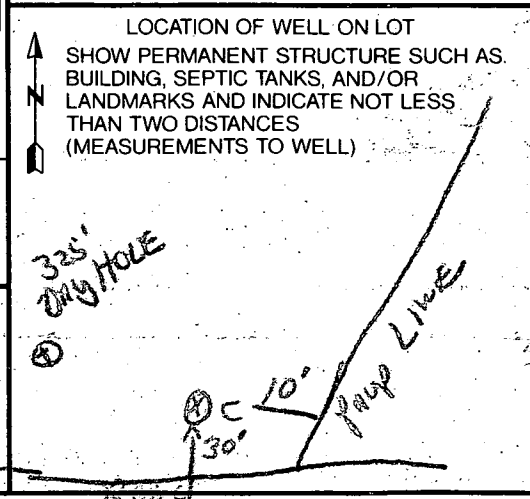 LOCATION OF WELL ON LOT
SHOW PERMANENT STRUCTURE SUCH AS
BUILDING, SEPTIC TANKS, AND/OR
LANDMARKS AND INDICATE NOT LESS
THAN TWO DISTANCES
(MEASUREMENTS TO WELL)
N
325'
DRY HOLE
C
10'
30'
LINE